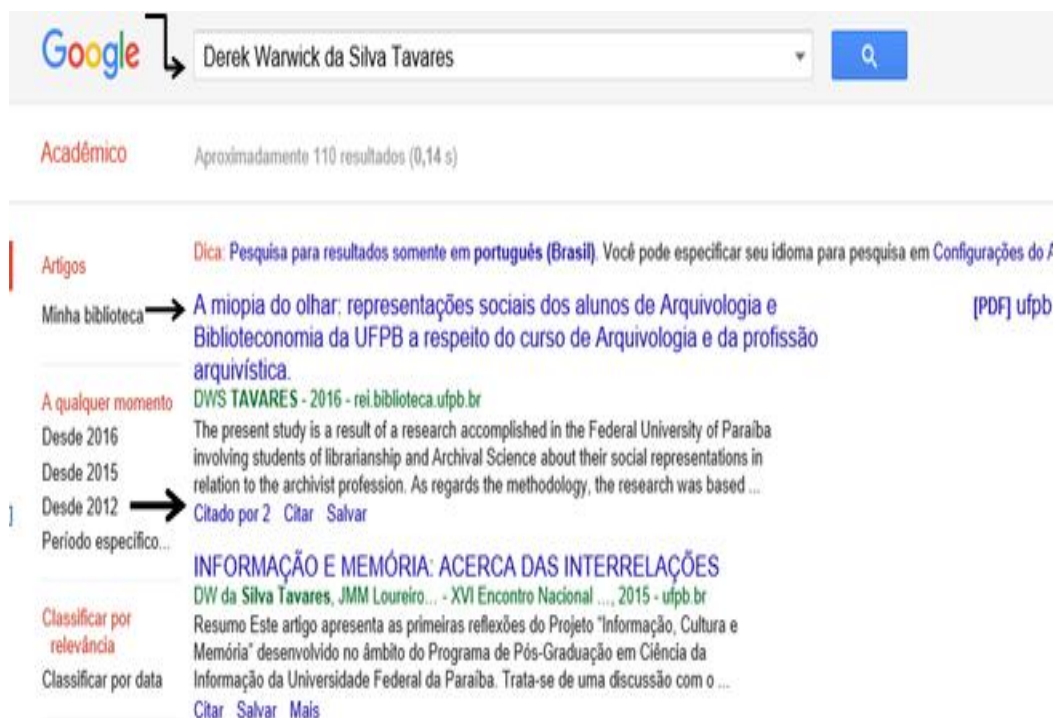 Google
Derek Warwick da Silva Tavares
Acadêmico
Aproximadamente 110 resultados (0,14 s)
Artigos
Minha biblioteca
A qualquer momento
Desde 2016
Desde 2015
Desde 2012
Período específico...
Classificar por
relevância
Classificar por data
Dica: Pesquisa para resultados somente em português (Brasil). Você pode especificar seu idioma para pesquisa em Configurações do A
A miopia do olhar: representações sociais dos alunos de Arquivologia e
Biblioteconomia da UFPB a respeito do curso de Arquivologia e da profissão
arquivística.
[PDF] ufpb
DWS TAVARES - 2016 - rei.biblioteca.ufpb.br
The present study is a result of a research accomplished in the Federal University of Paraíba
involving students of librarianship and Archival Science about their social representations in
relation to the archivist profession. As regards the methodology, the research was based ...
Citado por 2 Citar Salvar
INFORMAÇÃO E MEMÓRIA: ACERCA DAS INTERRELAÇÕES
DW da Silva Tavares, JMM Loureiro... - XVI Encontro Nacional ..., 2015 - ufpb.br
Resumo Este artigo apresenta as primeiras reflexões do Projeto "Informação, Cultura e
Memória" desenvolvido no âmbito do Programa de Pós-Graduação em Ciência da
Informação da Universidade Federal da Paraíba. Trata-se de uma discussão com o ...
Citar Salvar Mais